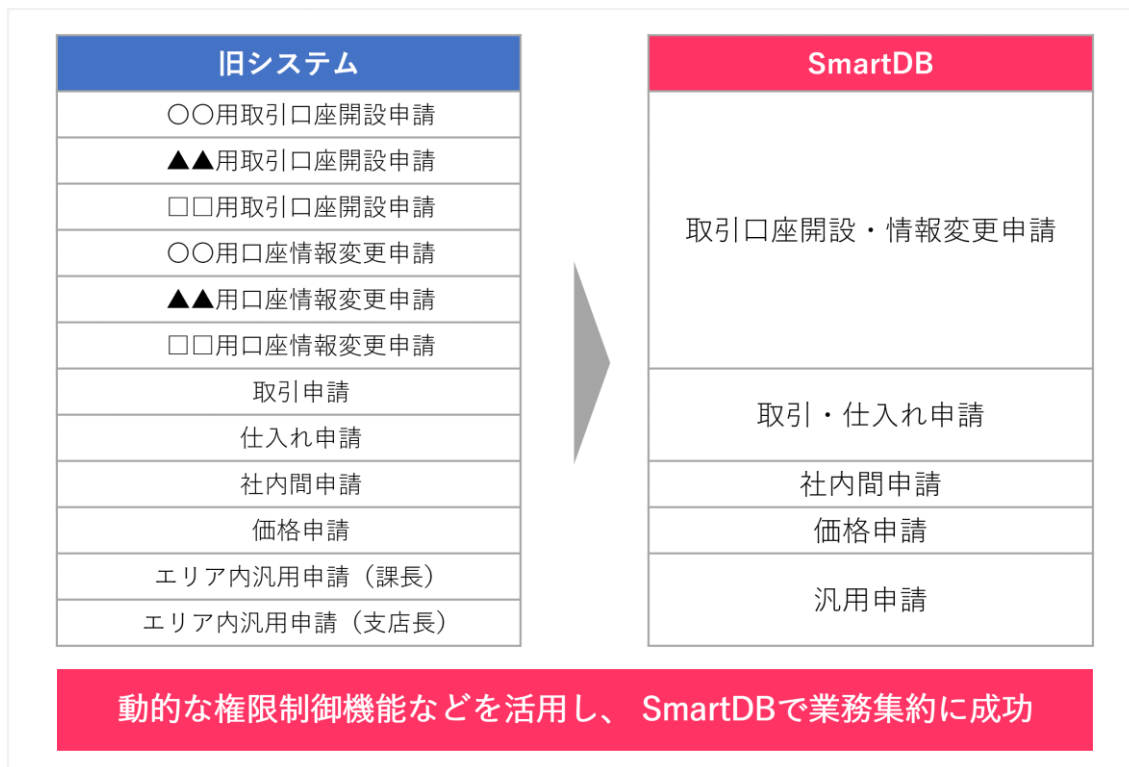 旧システム
〇〇用取引口座開設申請
▲▲用取引口座開設申請
□□用取引口座開設申請
〇〇用口座情報変更申請
▲▲用口座情報変更申請
□□用口座情報変更申請
取引申請
仕入れ申請
社内間申請
価格申請
エリア内汎用申請（課長）
エリア内汎用申請（支店長）
SmartDB
取引口座開設・情報変更申請
取引・仕入れ申請
社内間申請
価格申請
汎用申請
動的な権限制御機能などを活用し、 SmartDBで業務集約に成功